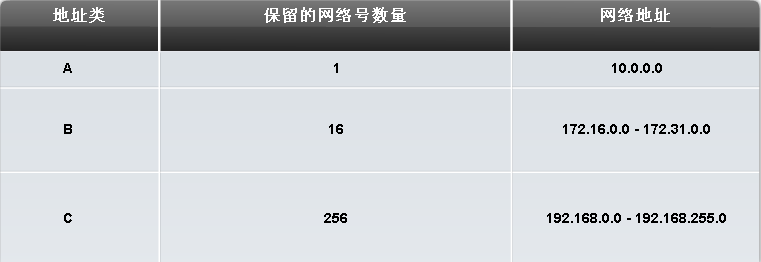 地址类 保留的网络号数量 网络地址
A 1 10.0.0.0
B 16 172.16.0.0 - 172.31.0.0
C 256 192.168.0.0 - 192.168.255.0